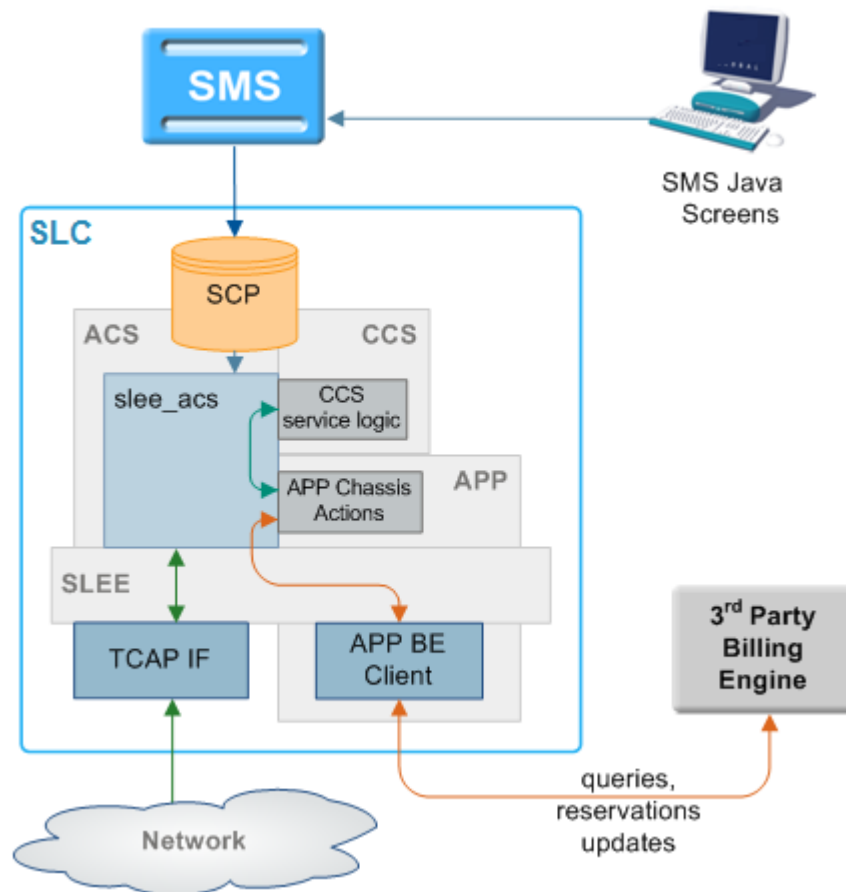 SMS
SMS Java
Screens
SLC
SCP
ACS
CCS
slee_acs
CCS
service logic
APP
APP Chassis
Actions
SLEE
TCAP IF
APP BE
Client
3rd Party
Billing
Engine
queries,
reservations
updates
Network